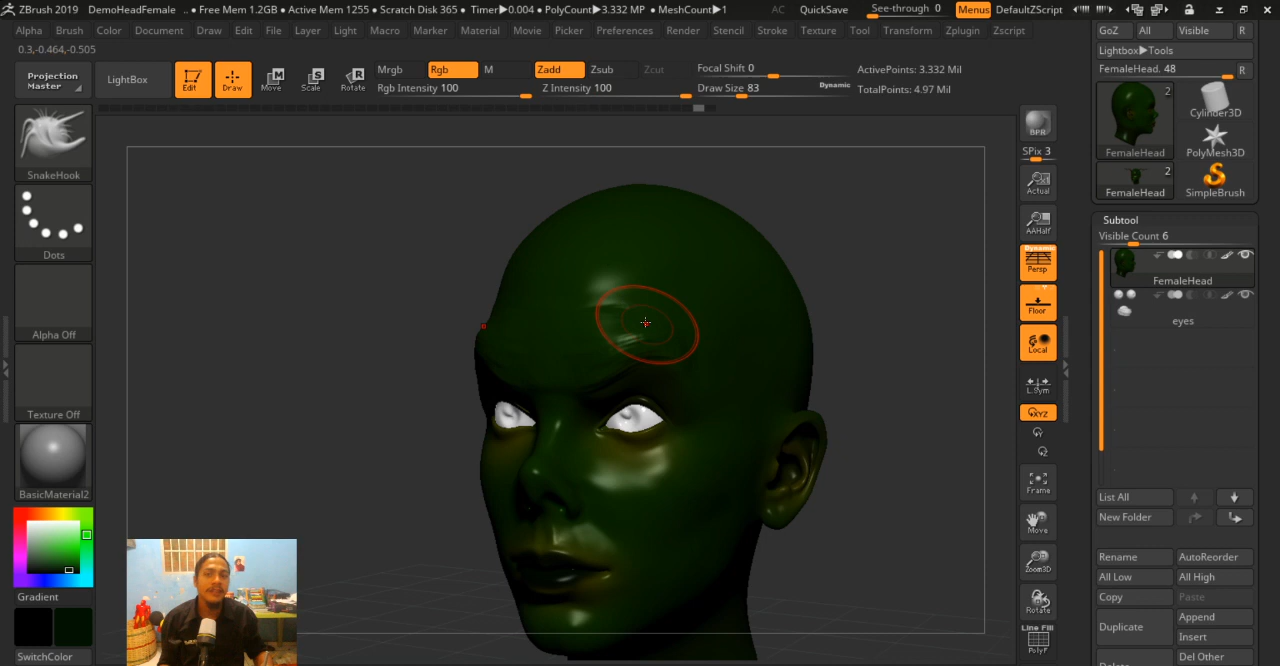 ZBrush 2019 DemoHeadFemale .. ● Free Mem 1.2GB ● Active Mem 1255 ● Scratch Disk 365 ● Timer▶0.004 ● PolyCount▶3.332 MP ● MeshCount▶1 AC QuickSave See-through 0 Menus DefaultZScript
Alpha Brush Color Document Draw Edit File Layer Light Macro Marker Material Movie Picker Preferences Render Stencil Stroke Texture Tool Transform Zplugin Zscript
0.3,-0.464,-0.505
Projection
Master
LightBox
Edit
Draw
Move
Scale
Rotate
Mrgb Rgb M Zadd Zsub Zcut
Rgb Intensity 100 Z Intensity 100
Focal Shift 0
Draw Size 83 Dynamic
ActivePoints: 3.332 Mil
TotalPoints: 4.97 Mil
SnakeHook
Dots
Alpha Off
Texture Off
BasicMaterial2
Gradient
SwitchColor
BPR
SPix 3
Actual
AAHalf
Dynamic
Persp
Floor
Local
L.Sym
XYZ
Y
Z
Frame
Move
Zoom3D
Rotate
Line Fill
PolyF
GoZ All Visible R
Lightbox▶Tools
FemaleHead. 48 R
2
FemaleHead
Cylinder3D
PolyMesh3D
2
FemaleHead
SimpleBrush
Subtool
Visible Count 6
FemaleHead
eyes
List All
New Folder
Rename AutoReorder
All Low All High
Copy Paste
Duplicate
Append
Insert
Del Other